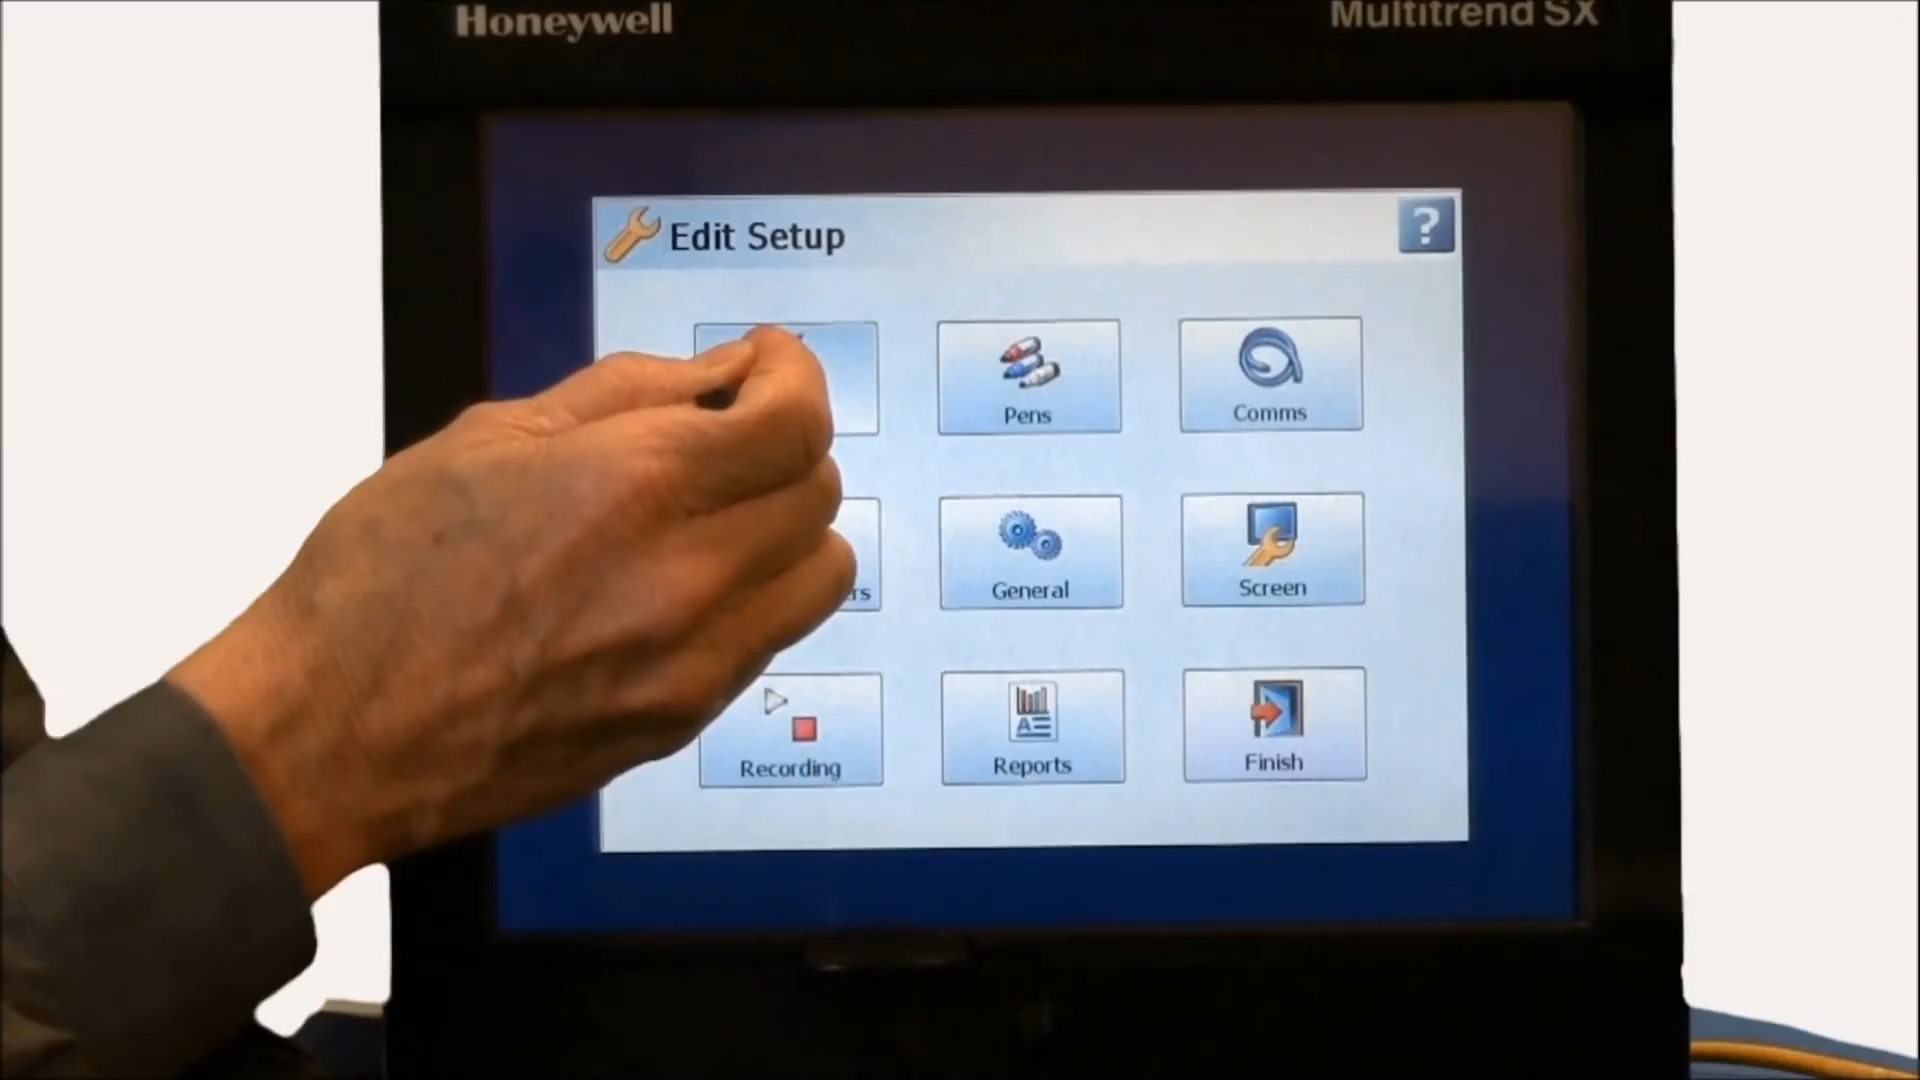 Honeywell
Multitrend SX
Edit Setup
?
Pens
Comms
General
Screen
Recording
Reports
Finish